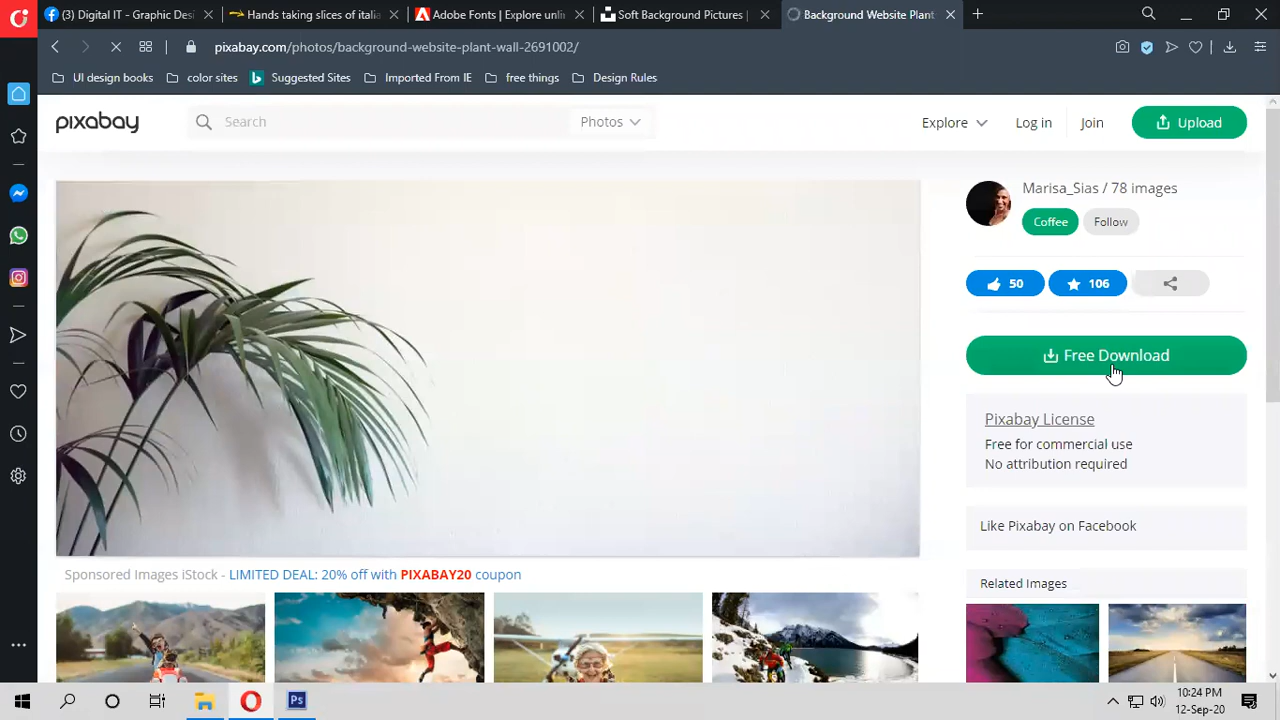 (3) Digital IT - Graphic Des
Hands taking slices of italia
Adobe Fonts | Explore unlin
Soft Background Pictures |
Background Website Plant
pixabay.com/photos/background-website-plant-wall-2691002/
UI design books
color sites
Suggested Sites
Imported From IE
free things
Design Rules
pixabay
Search
Photos
Explore
Log in
Join
Upload
Marisa_Sias / 78 images
Coffee
Follow
50
106
Free Download
Pixabay License
Free for commercial use
No attribution required
Like Pixabay on Facebook
Sponsored Images iStock - LIMITED DEAL: 20% off with PIXABAY20 coupon
Related Images
Ps
10:24 PM
12-Sep-20